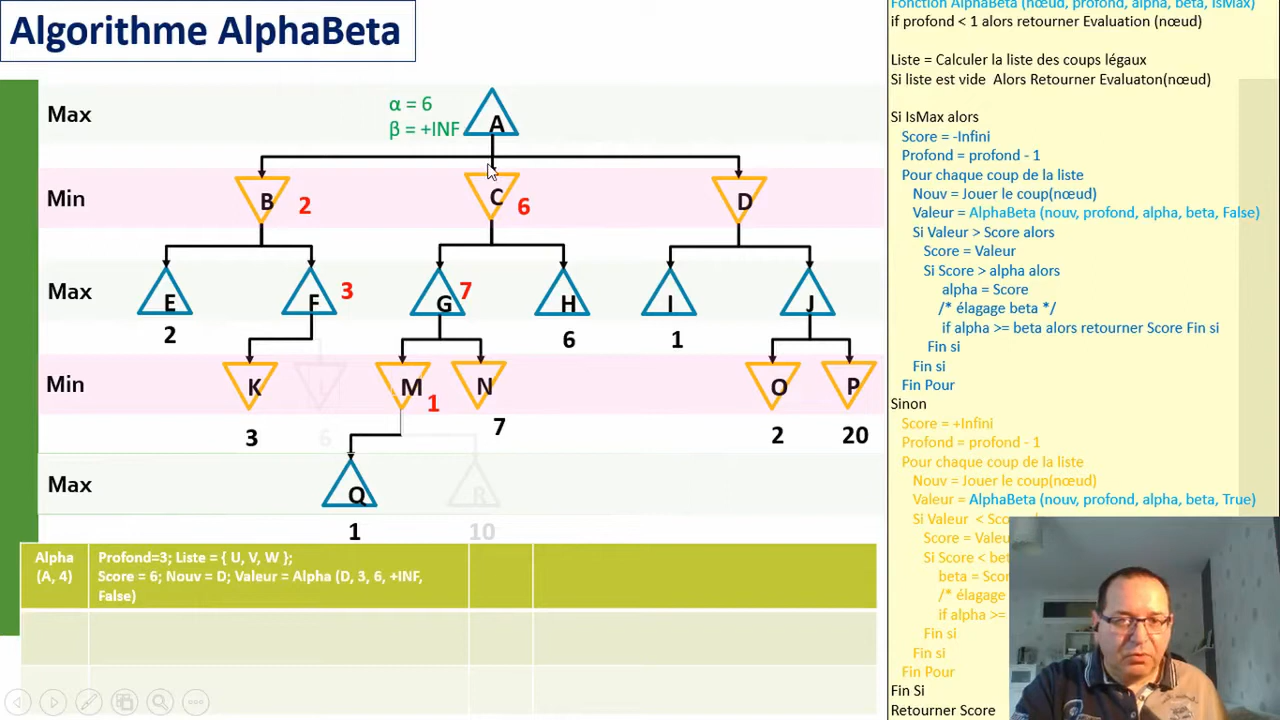 Algorithme AlphaBeta
Max
α = 6
β = +INF
A
Min
B
2
C
6
D
Max
E
F
3
G
7
H
I
J
2
6
1
Min
K
M
1
N
O
P
3
6
7
2
20
Max
Q
R
1
10
Alpha
(A, 4)
Profond=3; Liste = { U, V, W };
Score = 6; Nouv = D; Valeur = Alpha (D, 3, 6, +INF,
False)
Fonction AlphaBeta (nœud, profond, alpha, beta, IsMax)
if profond < 1 alors retourner Evaluation (nœud)
Liste = Calculer la liste des coups légaux
Si liste est vide Alors Retourner Evaluaton(nœud)
Si IsMax alors
Score = -Infini
Profond = profond - 1
Pour chaque coup de la liste
Nouv = Jouer le coup(nœud)
Valeur = AlphaBeta (nouv, profond, alpha, beta, False)
Si Valeur > Score alors
Score = Valeur
Si Score > alpha alors
alpha = Score
/* élagage beta */
if alpha >= beta alors retourner Score Fin si
Fin si
Fin si
Fin Pour
Sinon
Score = +Infini
Profond = profond - 1
Pour chaque coup de la liste
Nouv = Jouer le coup(nœud)
Valeur = AlphaBeta (nouv, profond, alpha, beta, True)
Si Valeur <
Score =
Si Score <
beta =
/*
if alpha >=
Fin si
Fin si
Fin Pour
Fin Si
Retourner Score